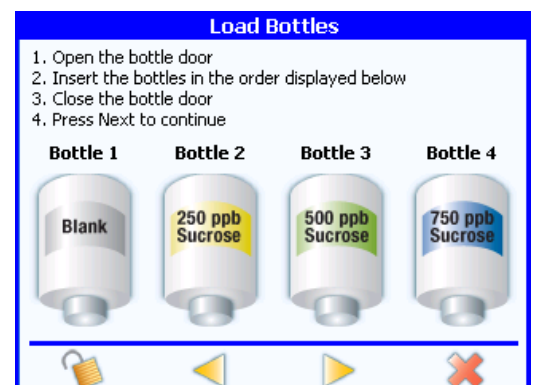 Load Bottles
1. Open the bottle door
2. Insert the bottles in the order displayed below
3. Close the bottle door
4. Press Next to continue
Bottle 1 Bottle 2 Bottle 3 Bottle 4
Blank
250 ppb
Sucrose
500 ppb
Sucrose
750 ppb
Sucrose